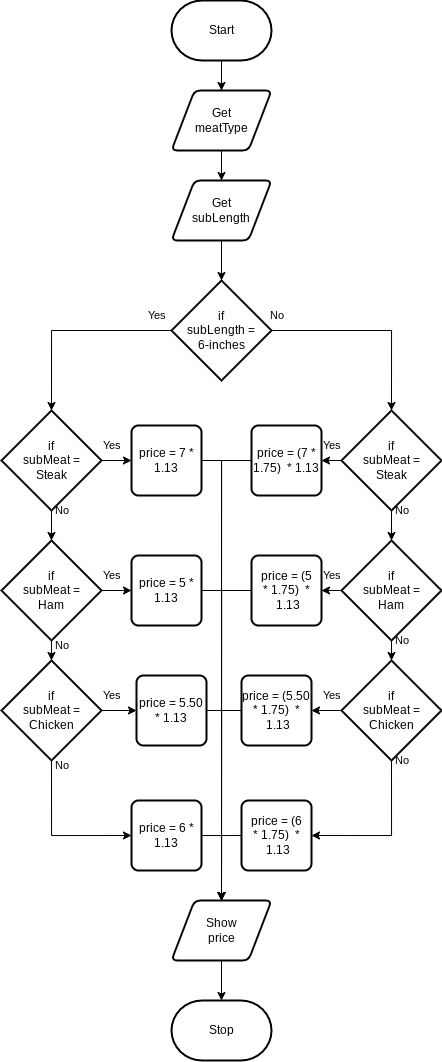 Start
Get
meatType
Get
subLength
Yes
if
subLength =
6-inches
No
if
subMeat =
Steak
Yes
price = 7 *
1.13
price = (7 *
1.75)  * 1.13
Yes
if
subMeat =
Steak
No
No
if
subMeat =
Ham
Yes
price = 5 *
1.13
price = (5
* 1.75)  *
1.13
Yes
if
subMeat =
Ham
No
No
if
subMeat =
Chicken
Yes
price = 5.50
* 1.13
price = (5.50
* 1.75)  *
1.13
Yes
if
subMeat =
Chicken
No
No
price = 6 *
1.13
price = (6
* 1.75)  *
1.13
Show
price
Stop